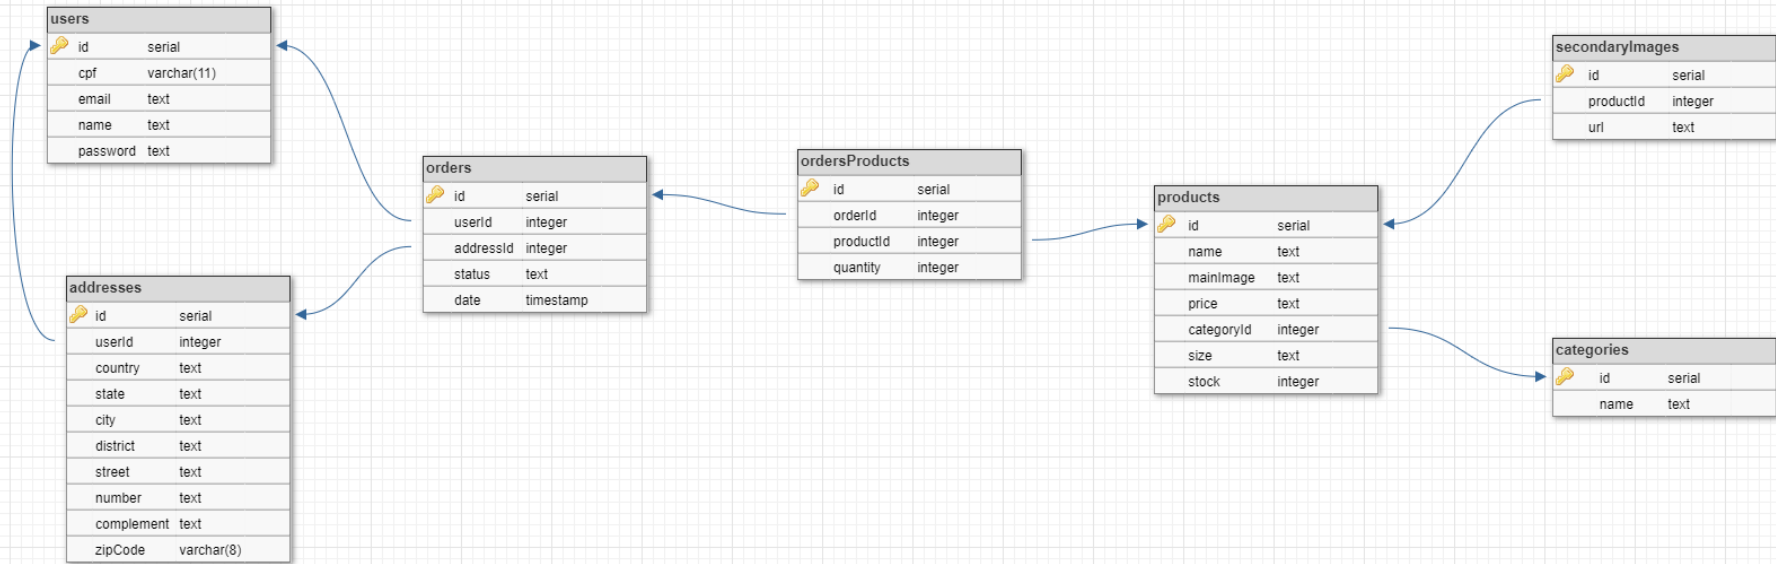 users
id serial
cpf varchar(11)
email text
name text
password text
addresses
id serial
userId integer
country text
state text
city text
district text
street text
number text
complement text
zipCode varchar(8)
orders
id serial
userId integer
addressId integer
status text
date timestamp
ordersProducts
id serial
orderId integer
productId integer
quantity integer
products
id serial
name text
mainImage text
price text
categoryId integer
size text
stock integer
secondaryImages
id serial
productId integer
url text
categories
id serial
name text